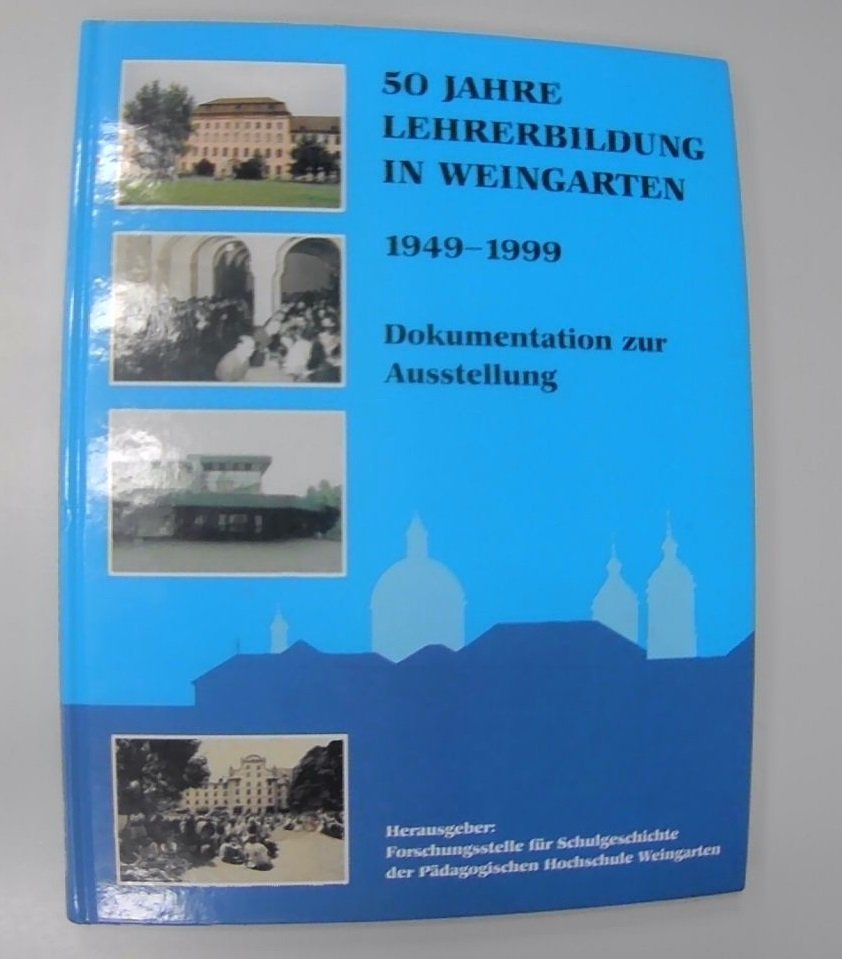 50 JAHRE
LEHRERBILDUNG
IN WEINGARTEN
1949–1999
Dokumentation zur
Ausstellung
Herausgeber:
Forschungsstelle für Schulgeschichte
der Pädagogischen Hochschule Weingarten